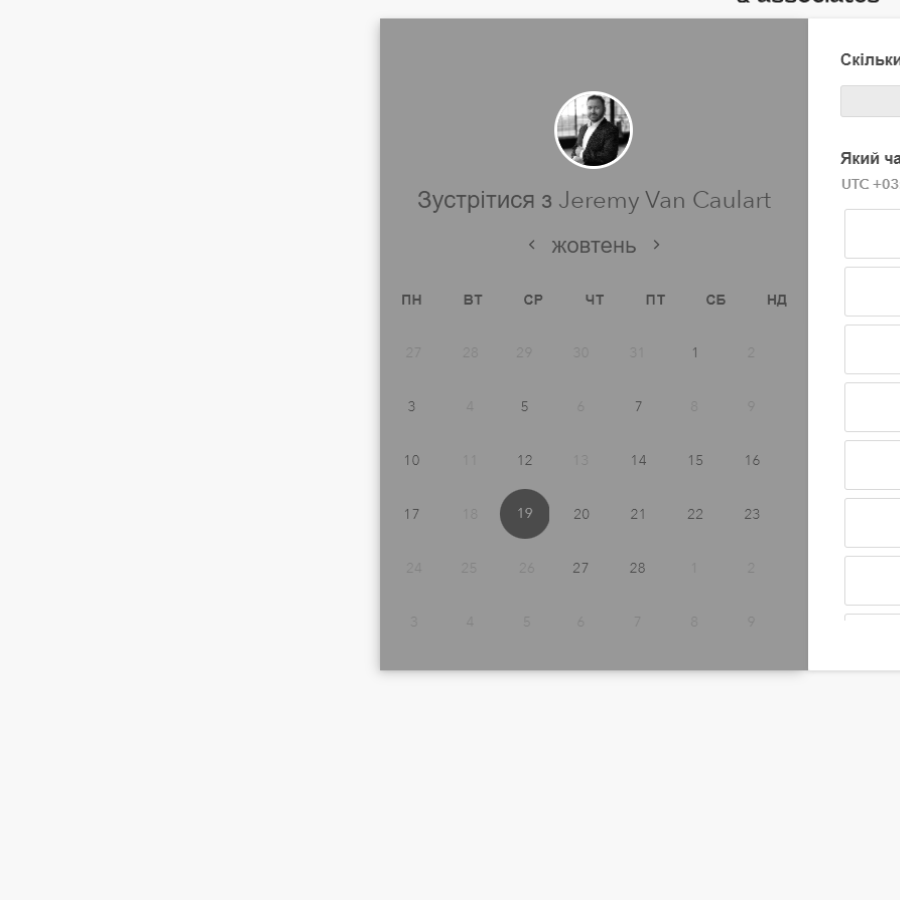 & associates
Зустрітися з Jeremy Van Caulart
жовтень
ПН ВТ СР ЧТ ПТ СБ НД
27 28 29 30 31 1 2
3 4 5 6 7 8 9
10 11 12 13 14 15 16
17 18 19 20 21 22 23
24 25 26 27 28 1 2
3 4 5 6 7 8 9
Скільки
Який ча
UTC +03